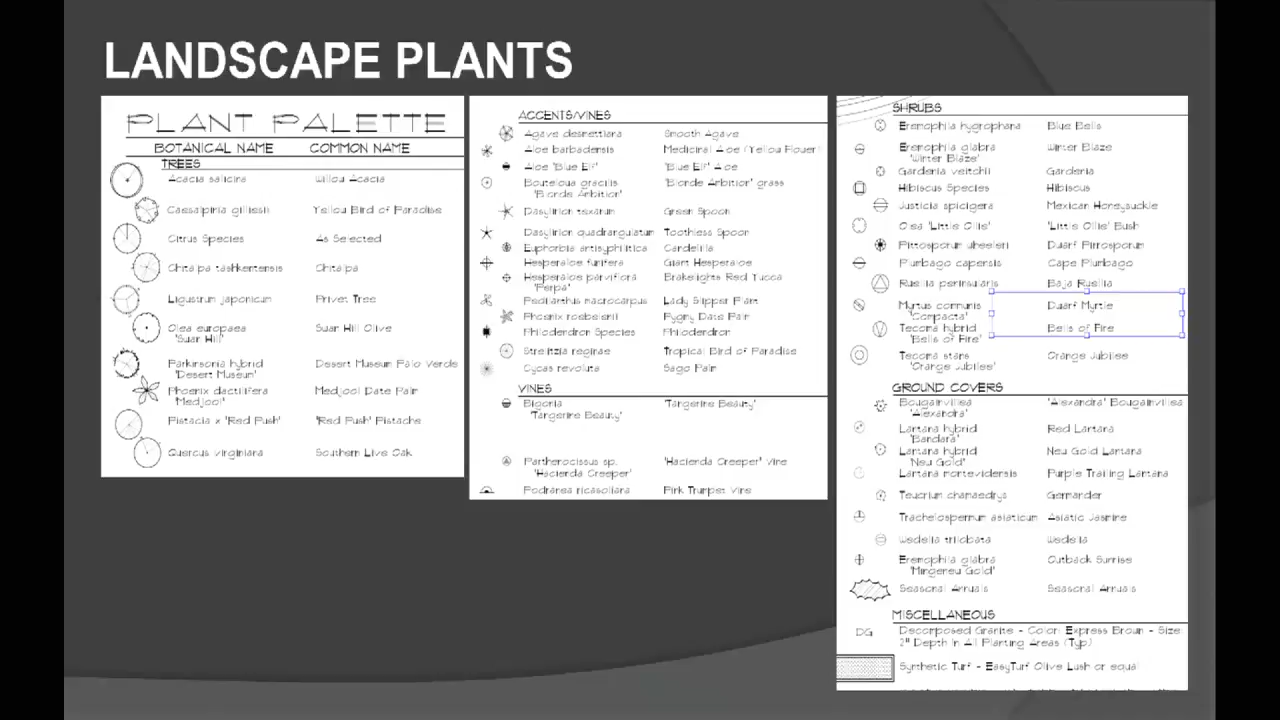 LANDSCAPE PLANTS
PLANT PALETTE
BOTANICAL NAME COMMON NAME
TREES
Acacia salicina Willow Acacia
Caesalpinia gilliesii Yellow Bird of Paradise
Citrus Species As Selected
Chitalpa tashkentensis Chitalpa
Ligustrum japonicum Privet Tree
Olea europaea Swan Hill Olive
'Swan Hill'
Parkinsonia hybrid Desert Museum Palo Verde
'Desert Museum'
Phoenix dactilifera Medjool Date Palm
'Medjool'
Pistacia x 'Red Push' 'Red Push' Pistache
Quercus virginiana Southern Live Oak
ACCENTS/VINES
Agave desmettiana Smooth Agave
Aloe barbadensis Medicinal Aloe (Yellow Flower)
Aloe 'Blue Elf' 'Blue Elf' Aloe
Bouteloua gracilis 'Blonde Ambition' grass
'Blonde Ambition'
Dasylirion texanum Green Spoon
Dasylirion quadrangulatum Toothless Spoon
Euphorbia antisyphilitica Candelilla
Hesperaloe funifera Giant Hesperaloe
Hesperaloe parviflora Brakelights Red Yucca
'Perpa'
Pedilanthus macrocarpus Lady Slipper Plant
Phoenix roebelenii Pygmy Date Palm
Philodendron Species Philodendron
Strelitzia reginae Tropical Bird of Paradise
Cycas revoluta Sago Palm
VINES
Bigonia 'Tangerine Beauty'
'Tangerine Beauty'
Parthenocissus sp. 'Hacienda Creeper' Vine
'Hacienda Creeper'
Podranea ricasoliana Pink Trumpet Vine
SHRUBS
Eremophila hygrophana Blue Bells
Eremophila glabra Winter Blaze
'Winter Blaze'
Gardenia veitchii Gardenia
Hibiscus Species Hibiscus
Justicia spicigera Mexican Honeysuckle
Olea 'Little Ollie' 'Little Ollie' Bush
Pittosporum wheeleri Dwarf Pittosporum
Plumbago capensis Cape Plumbago
Ruellia peninsularis Baja Ruellia
Myrtus communis Dwarf Myrtle
'Compacta'
Tecoma hybrid Bells of Fire
'Bells of Fire'
Tecoma stans Orange Jubilee
'Orange Jubilee'
GROUND COVERS
Bougainvillea 'Alexandra' Bougainvillea
'Alexandra'
Lantana hybrid Red Lantana
'Bandana'
Lantana hybrid New Gold Lantana
'New Gold'
Lantana montevidensis Purple Trailing Lantana
Teucrium chamaedrys Germander
Trachelospermum asiaticum Asiatic Jasmine
Wedelia trilobata Wedelia
Eremophila glabra Outback Sunrise
'Mingenew Gold'
Seasonal Annuals Seasonal Annuals
MISCELLANEOUS
DG Decomposed Granite - Color: Express Brown - Size:
2" Depth in All Planting Areas (Typ)
Synthetic Turf - EasyTurf Olive Lush or equal